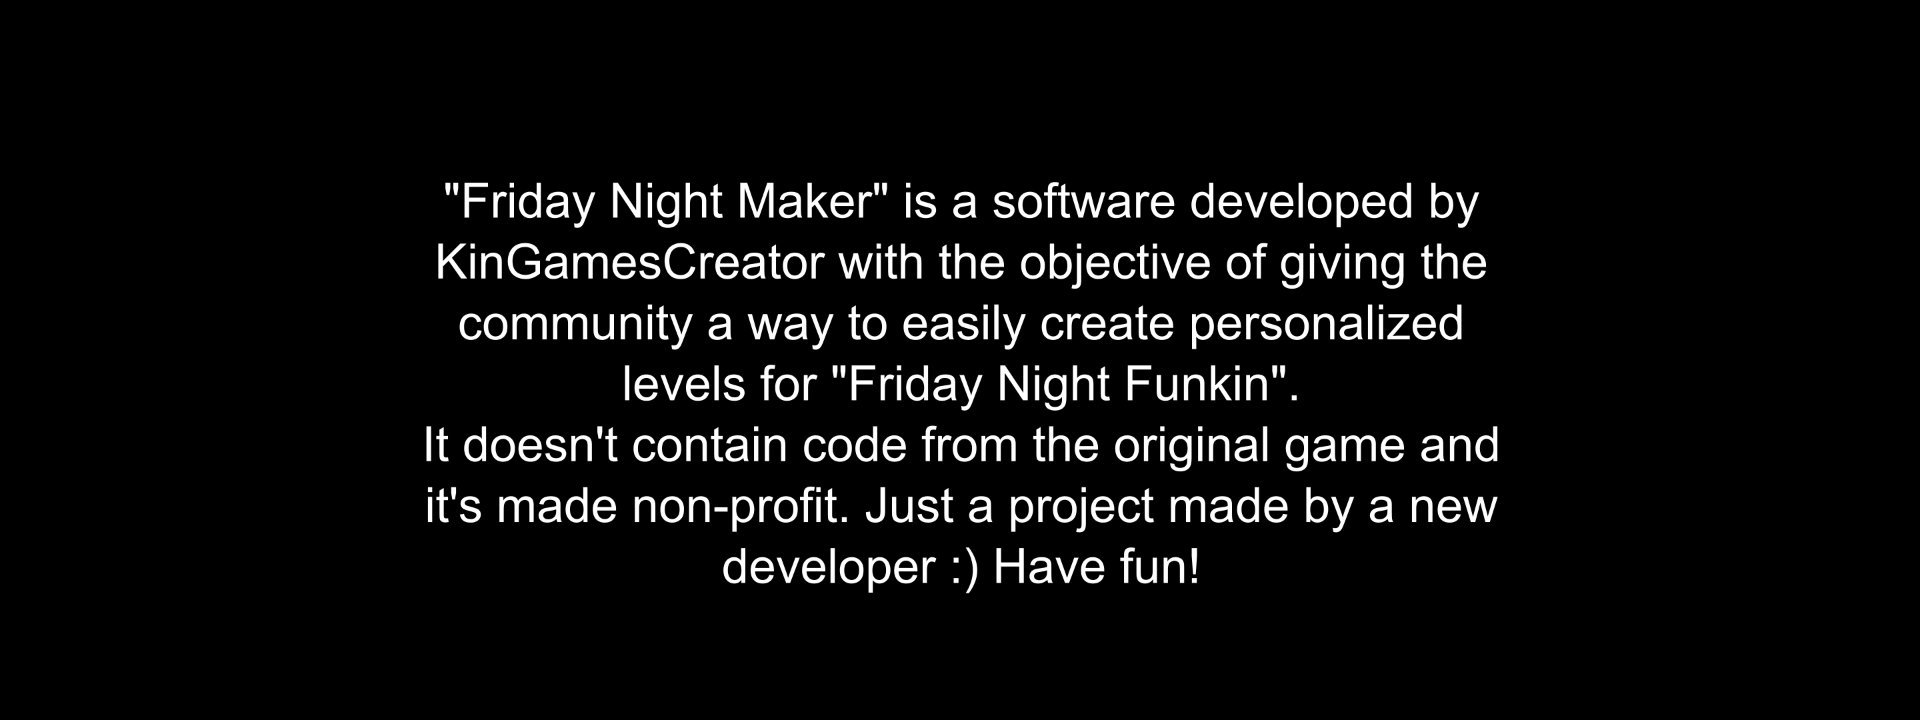 "Friday Night Maker" is a software developed by
KinGamesCreator with the objective of giving the
community a way to easily create personalized
levels for "Friday Night Funkin".
It doesn't contain code from the original game and
it's made non-profit. Just a project made by a new
developer :) Have fun!